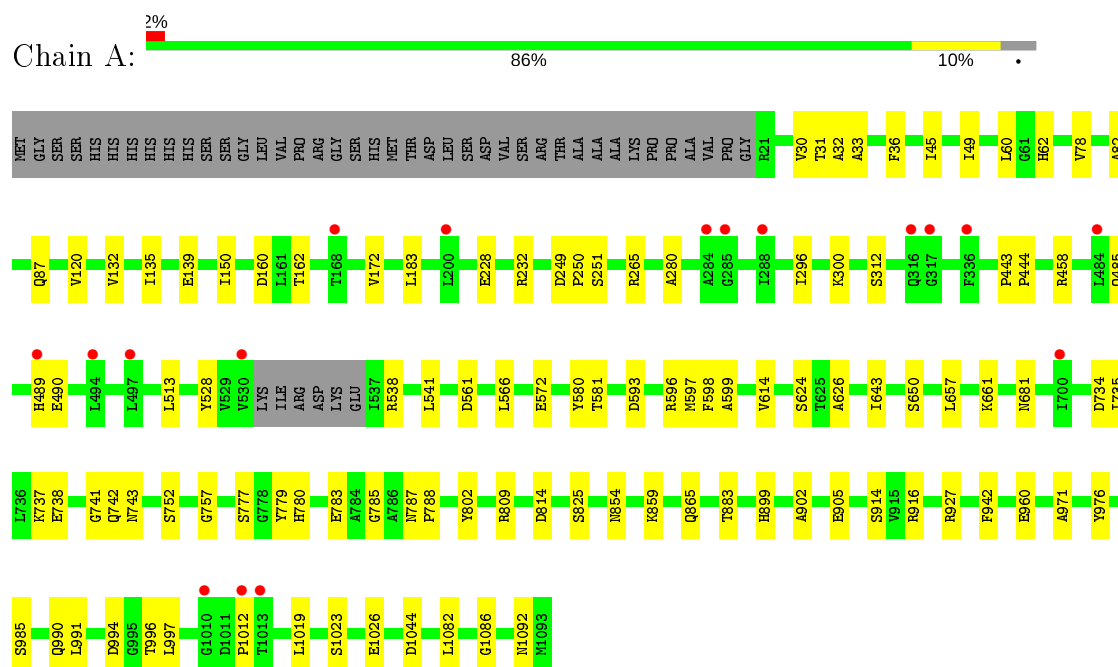 2%
Chain A:
86% 10% •
MET GLY SER SER HIS HIS HIS HIS HIS HIS SER SER GLY LEU VAL PRO ARG GLY SER HIS MET THR ASP LEU SER ASP VAL SER ARG THR ALA ALA ALA LYS PRO PRO ALA VAL PRO GLY R21 V30 T31 A32 A33 F36 I45 I49 L60 G61 H62 V78 A82
Q87 V120 V132 I135 E139 I150 D160 L161 T162 T168 V172 L183 L200 E228 R232 D249 P250 S251 R265 A280 A284 G285 I288 I296 K300 S312 Q316 G317 F336 P443 P444 R458 L484 Q485
H489 E490 L494 L497 L513 Y528 V529 V530 LYS ILE ARG ASP LYS GLU I537 R538 L541 D561 L566 E572 Y580 T581 D593 R596 M597 F598 A599 V614 S624 T625 A626 I643 S650 L657 K661 N681 I700 D734 I735
L736 K737 E738 G741 Q742 N743 S752 G757 S777 G778 Y779 H780 E783 A784 G785 A786 N787 P788 Y802 R809 D814 S825 N854 K859 Q865 T883 H899 A902 E905 S914 V915 R916 R927 F942 E960 A971 Y976
S985 Q990 L991 D994 G995 T996 L997 G1010 D1011 P1012 T1013 L1019 S1023 E1026 D1044 L1082 G1086 N1092 M1093